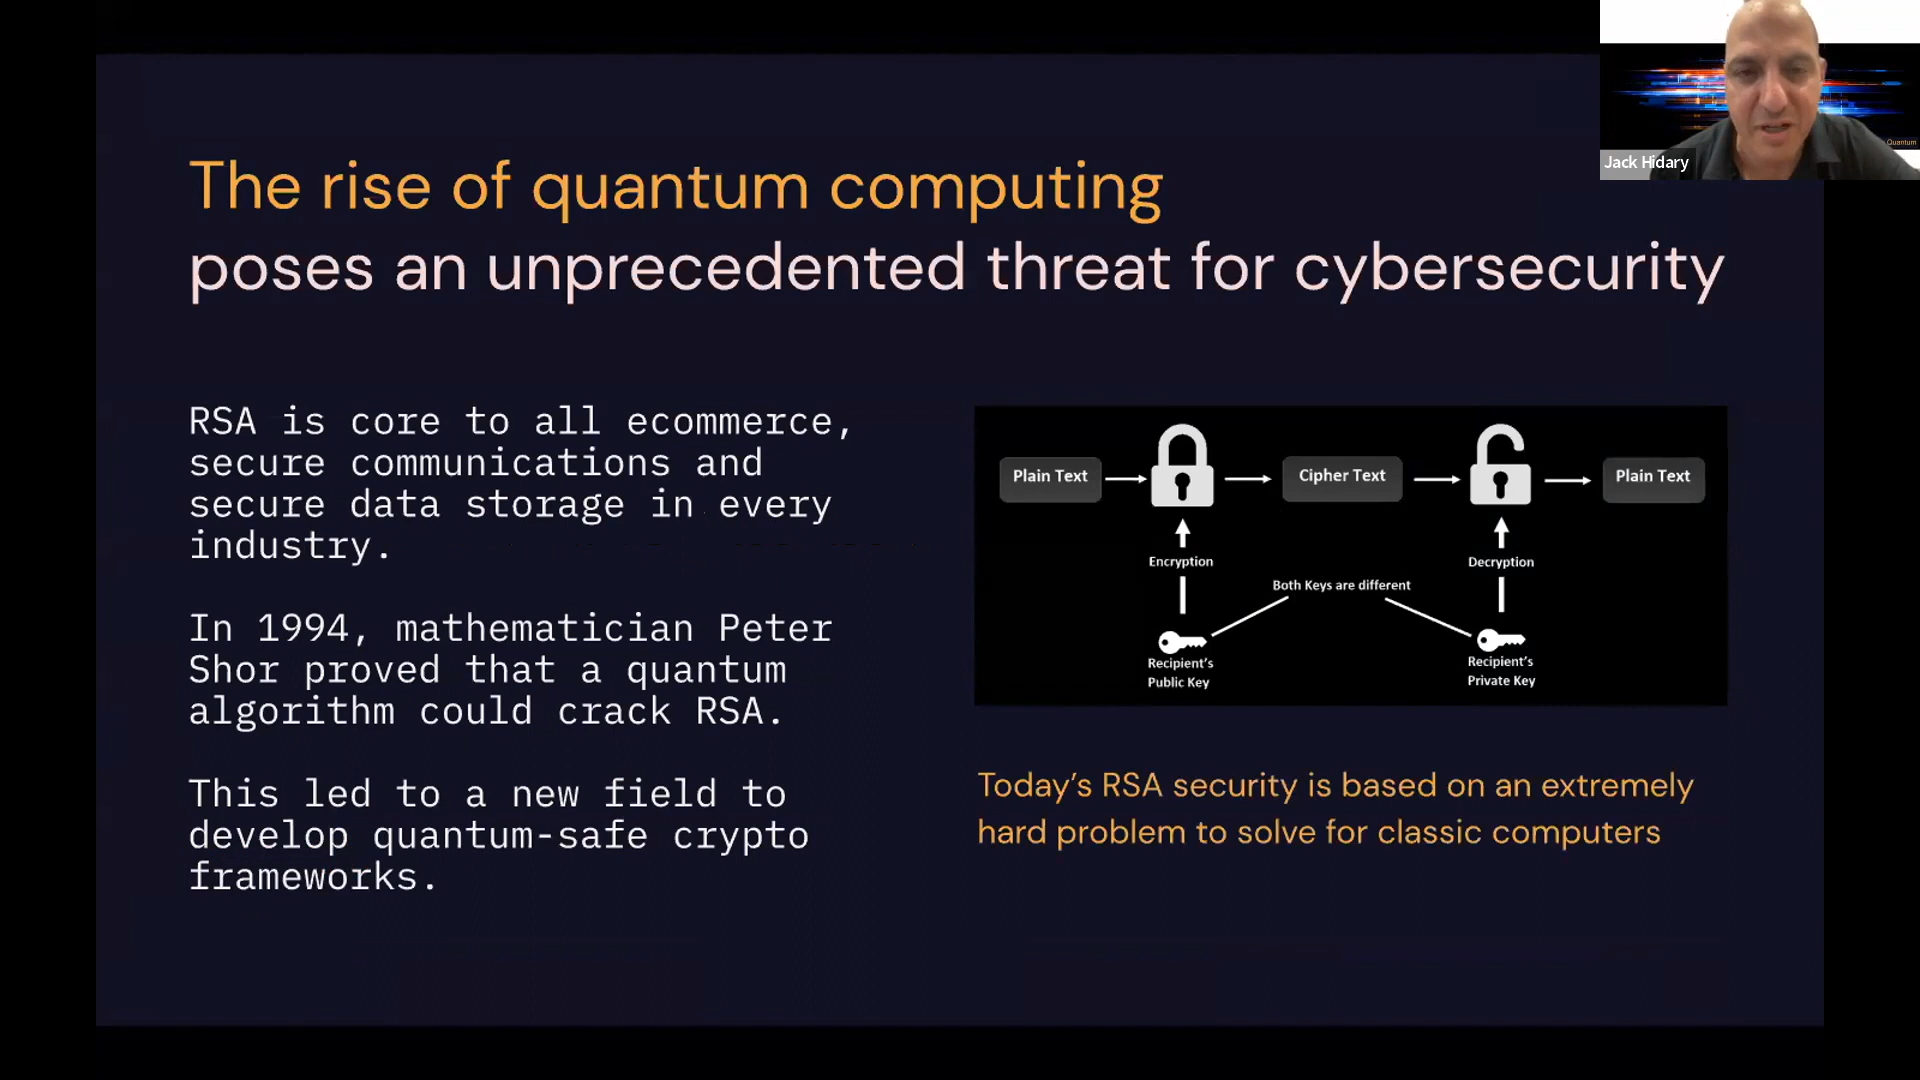 The rise of quantum computing
poses an unprecedented threat for cybersecurity
RSA is core to all ecommerce,
secure communications and
secure data storage in every
industry.
In 1994, mathematician Peter
Shor proved that a quantum
algorithm could crack RSA.
This led to a new field to
develop quantum-safe crypto
frameworks.
Plain Text
Cipher Text
Plain Text
Encryption
Decryption
Both Keys are different
Recipient's
Public Key
Recipient's
Private Key
Today’s RSA security is based on an extremely
hard problem to solve for classic computers
Quantum
Jack Hidary